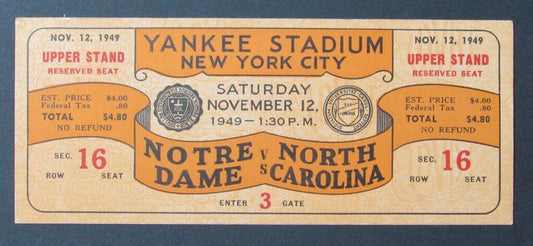 NOV. 12, 1949
UPPER STAND
RESERVED SEAT
EST. PRICE $4.00
Federal Tax .80
TOTAL $4.80
NO REFUND
SEC. 16
ROW SEAT
YANKEE STADIUM
NEW YORK CITY
SATURDAY
NOVEMBER 12,
1949—1:30 P.M.
NOTRE DAME VS NORTH CAROLINA
ENTER 3 GATE
NOV. 12, 1949
UPPER STAND
RESERVED SEAT
EST. PRICE $4.00
Federal Tax .80
TOTAL $4.80
NO REFUND
SEC. 16
ROW SEAT